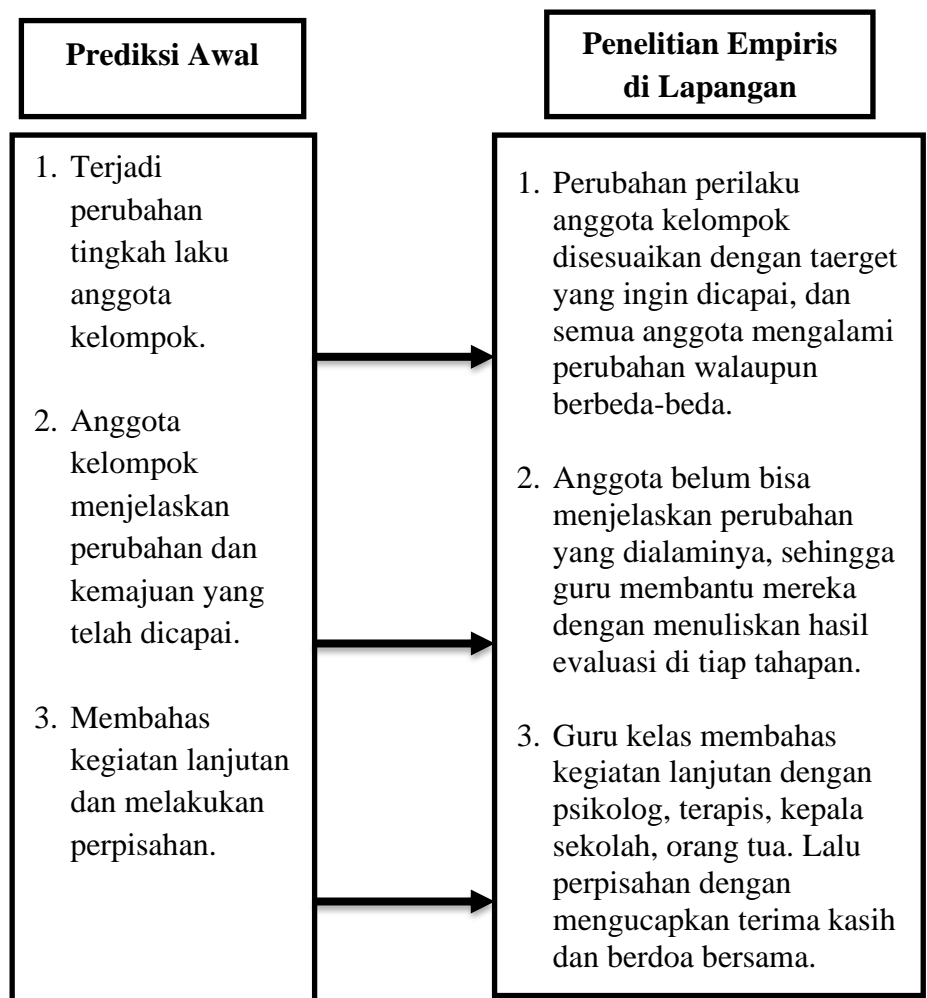 Prediksi Awal
Penelitian Empiris
di Lapangan
1. Terjadi
perubahan
tingkah laku
anggota
kelompok.
2. Anggota
kelompok
menjelaskan
perubahan dan
kemajuan yang
telah dicapai.
3. Membahas
kegiatan lanjutan
dan melakukan
perpisahan.
1. Perubahan perilaku
anggota kelompok
disesuaikan dengan taerget
yang ingin dicapai, dan
semua anggota mengalami
perubahan walaupun
berbeda-beda.
2. Anggota belum bisa
menjelaskan perubahan
yang dialaminya, sehingga
guru membantu mereka
dengan menuliskan hasil
evaluasi di tiap tahapan.
3. Guru kelas membahas
kegiatan lanjutan dengan
psikolog, terapis, kepala
sekolah, orang tua. Lalu
perpisahan dengan
mengucapkan terima kasih
dan berdoa bersama.